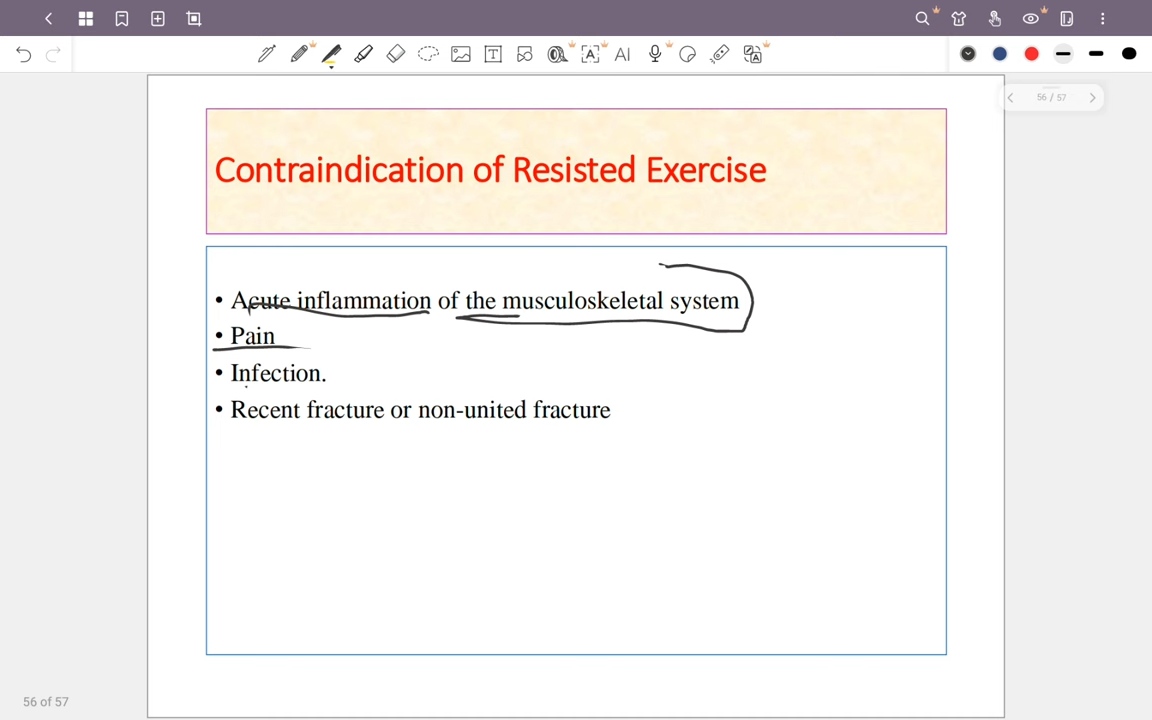 AI
56 / 57
Contraindication of Resisted Exercise
• Acute inflammation of the musculoskeletal system
• Pain
• Infection.
• Recent fracture or non-united fracture
56 of 57